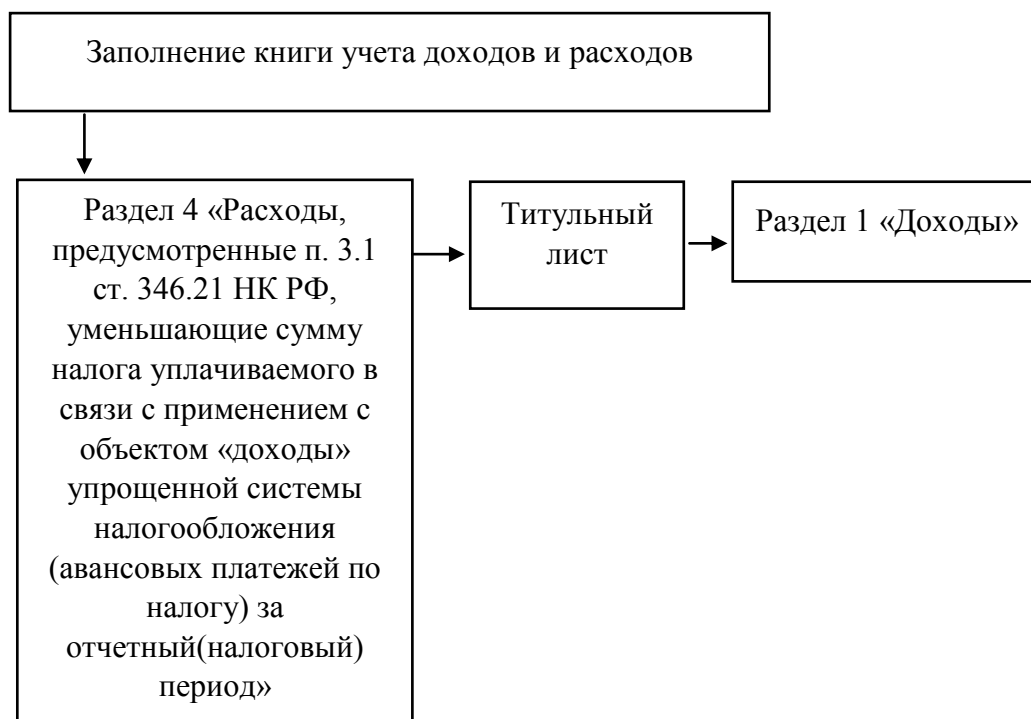 Заполнение книги учета доходов и расходов
Раздел 4 «Расходы,
предусмотренные п. 3.1
ст. 346.21 НК РФ,
уменьшающие сумму
налога уплачиваемого в
связи с применением с
объектом «доходы»
упрощенной системы
налогообложения
(авансовых платежей по
налогу) за
отчетный(налоговый)
период»
Титульный
лист
Раздел 1 «Доходы»